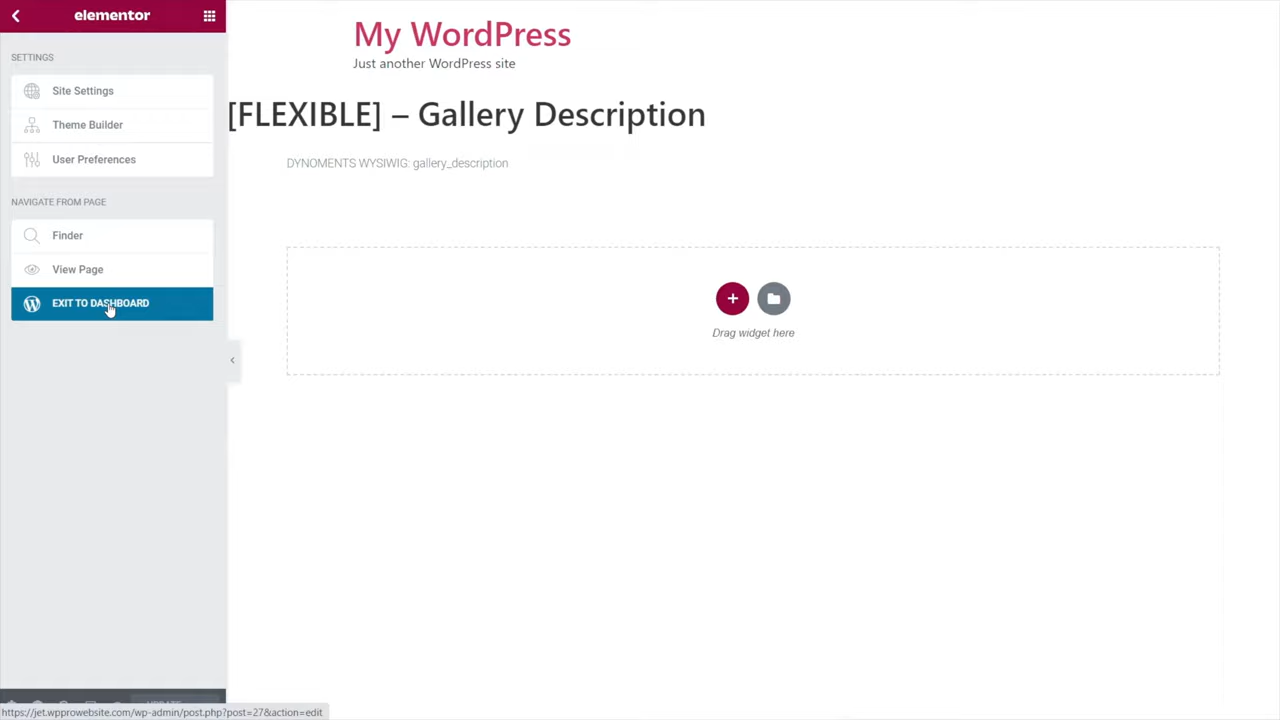 elementor
SETTINGS
Site Settings
Theme Builder
User Preferences
NAVIGATE FROM PAGE
Finder
View Page
EXIT TO DASHBOARD
My WordPress
Just another WordPress site
[FLEXIBLE] – Gallery Description
DYNOMENTS WYSIWIG: gallery_description
Drag widget here
https://jet.wpprowebsite.com/wp-admin/post.php?post=27&action=edit